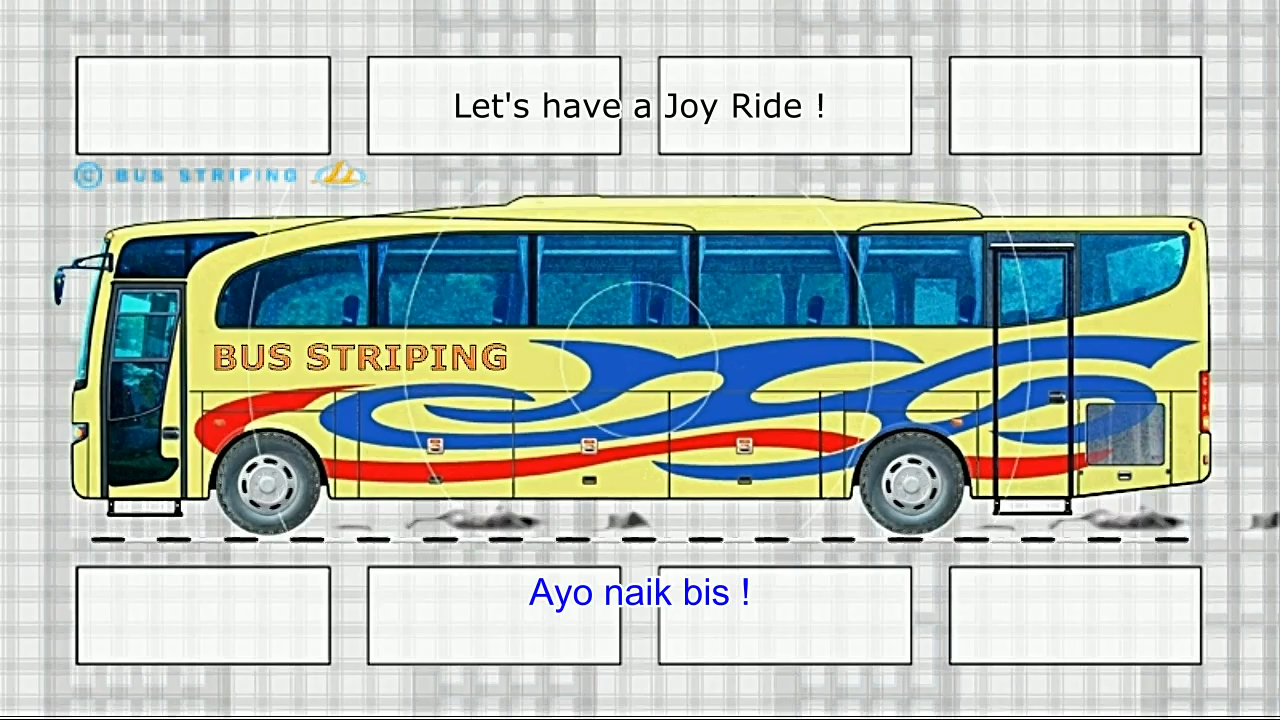 Let's have a Joy Ride !
© BUS STRIPING
BUS STRIPING
Ayo naik bis !